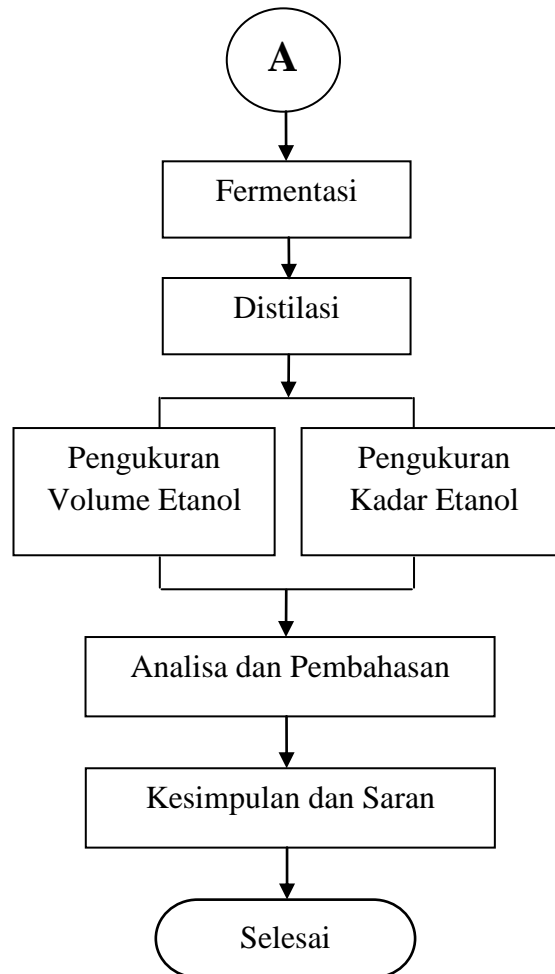 A
Fermentasi
Distilasi
Pengukuran
Volume Etanol
Pengukuran
Kadar Etanol
Analisa dan Pembahasan
Kesimpulan dan Saran
Selesai